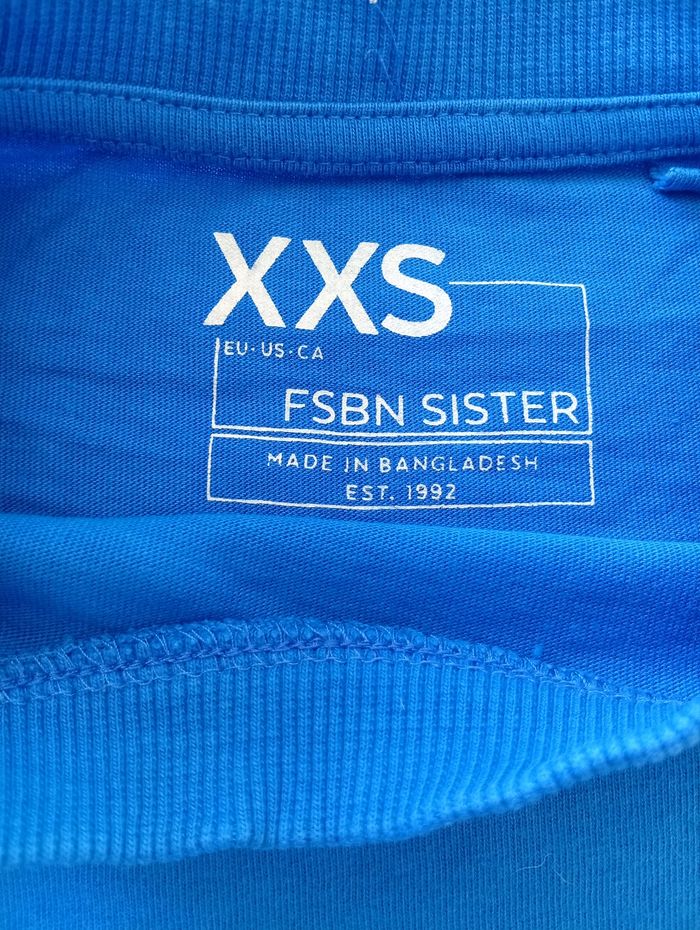 XXS
EU·US·CA
FSBN SISTER
MADE IN BANGLADESH
EST. 1992